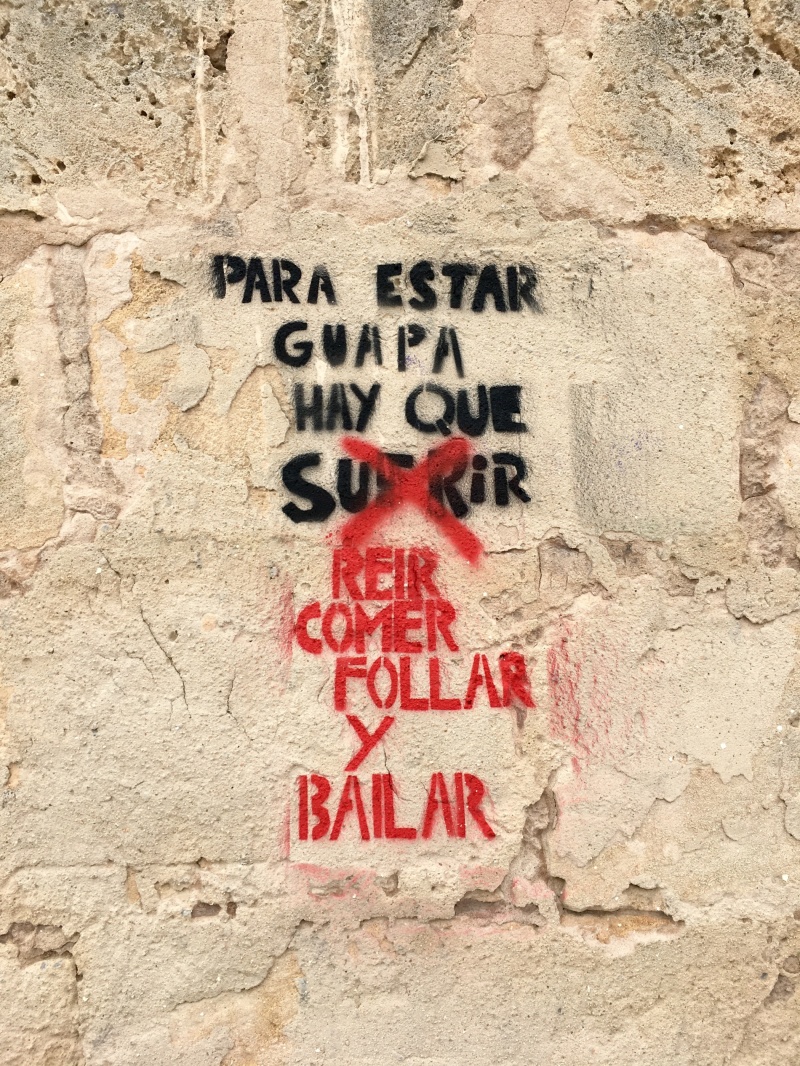 PARA ESTAR
GUAPA
HAY QUE
SUFRiR
REIR
COMER
FOLLAR
Y
BAILAR